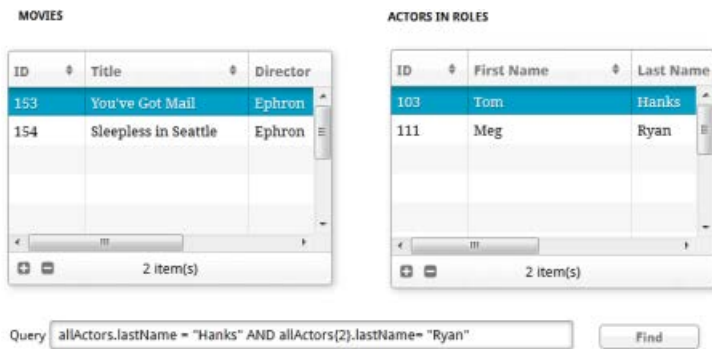 MOVIES
ACTORS IN ROLES
ID Title Director
153 You've Got Mail Ephron
154 Sleepless in Seattle Ephron
2 item(s)
ID First Name Last Name
103 Tom Hanks
111 Meg Ryan
2 item(s)
Query allActors.lastName = "Hanks" AND allActors{2}.lastName= "Ryan" Find